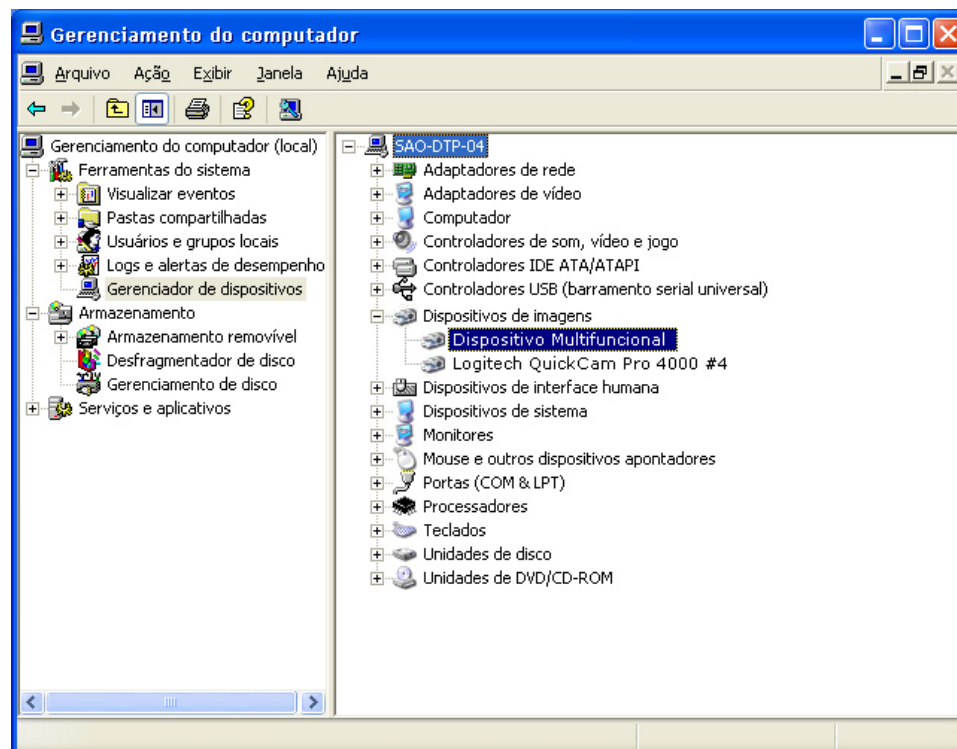 Gerenciamento do computador
Arquivo Ação Exibir Janela Ajuda
Gerenciamento do computador (local)
Ferramentas do sistema
Visualizar eventos
Pastas compartilhadas
Usuários e grupos locais
Logs e alertas de desempenho
Gerenciador de dispositivos
Armazenamento
Armazenamento removível
Desfragmentador de disco
Gerenciamento de disco
Serviços e aplicativos
SAO-DTP-04
Adaptadores de rede
Adaptadores de vídeo
Computador
Controladores de som, vídeo e jogo
Controladores IDE ATA/ATAPI
Controladores USB (barramento serial universal)
Dispositivos de imagens
Dispositivo Multifuncional
Logitech QuickCam Pro 4000 #4
Dispositivos de interface humana
Dispositivos de sistema
Monitores
Mouse e outros dispositivos apontadores
Portas (COM & LPT)
Processadores
Teclados
Unidades de disco
Unidades de DVD/CD-ROM